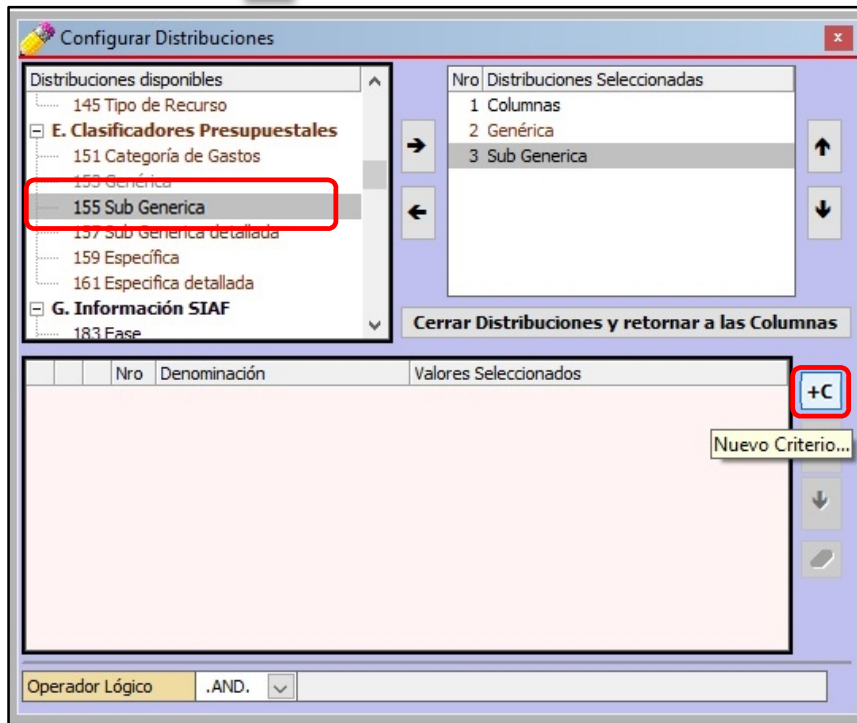 Configurar Distribuciones
x
Distribuciones disponibles
145 Tipo de Recurso
E. Clasificadores Presupuestales
151 Categoría de Gastos
153 Genérica
155 Sub Generica
157 Sub Generica detallada
159 Específica
161 Especifica detallada
G. Información SIAF
183 Fase
Nro Distribuciones Seleccionadas
1 Columnas
2 Genérica
3 Sub Generica
Cerrar Distribuciones y retornar a las Columnas
Nro Denominación Valores Seleccionados
+C
Nuevo Criterio...
Operador Lógico .AND.